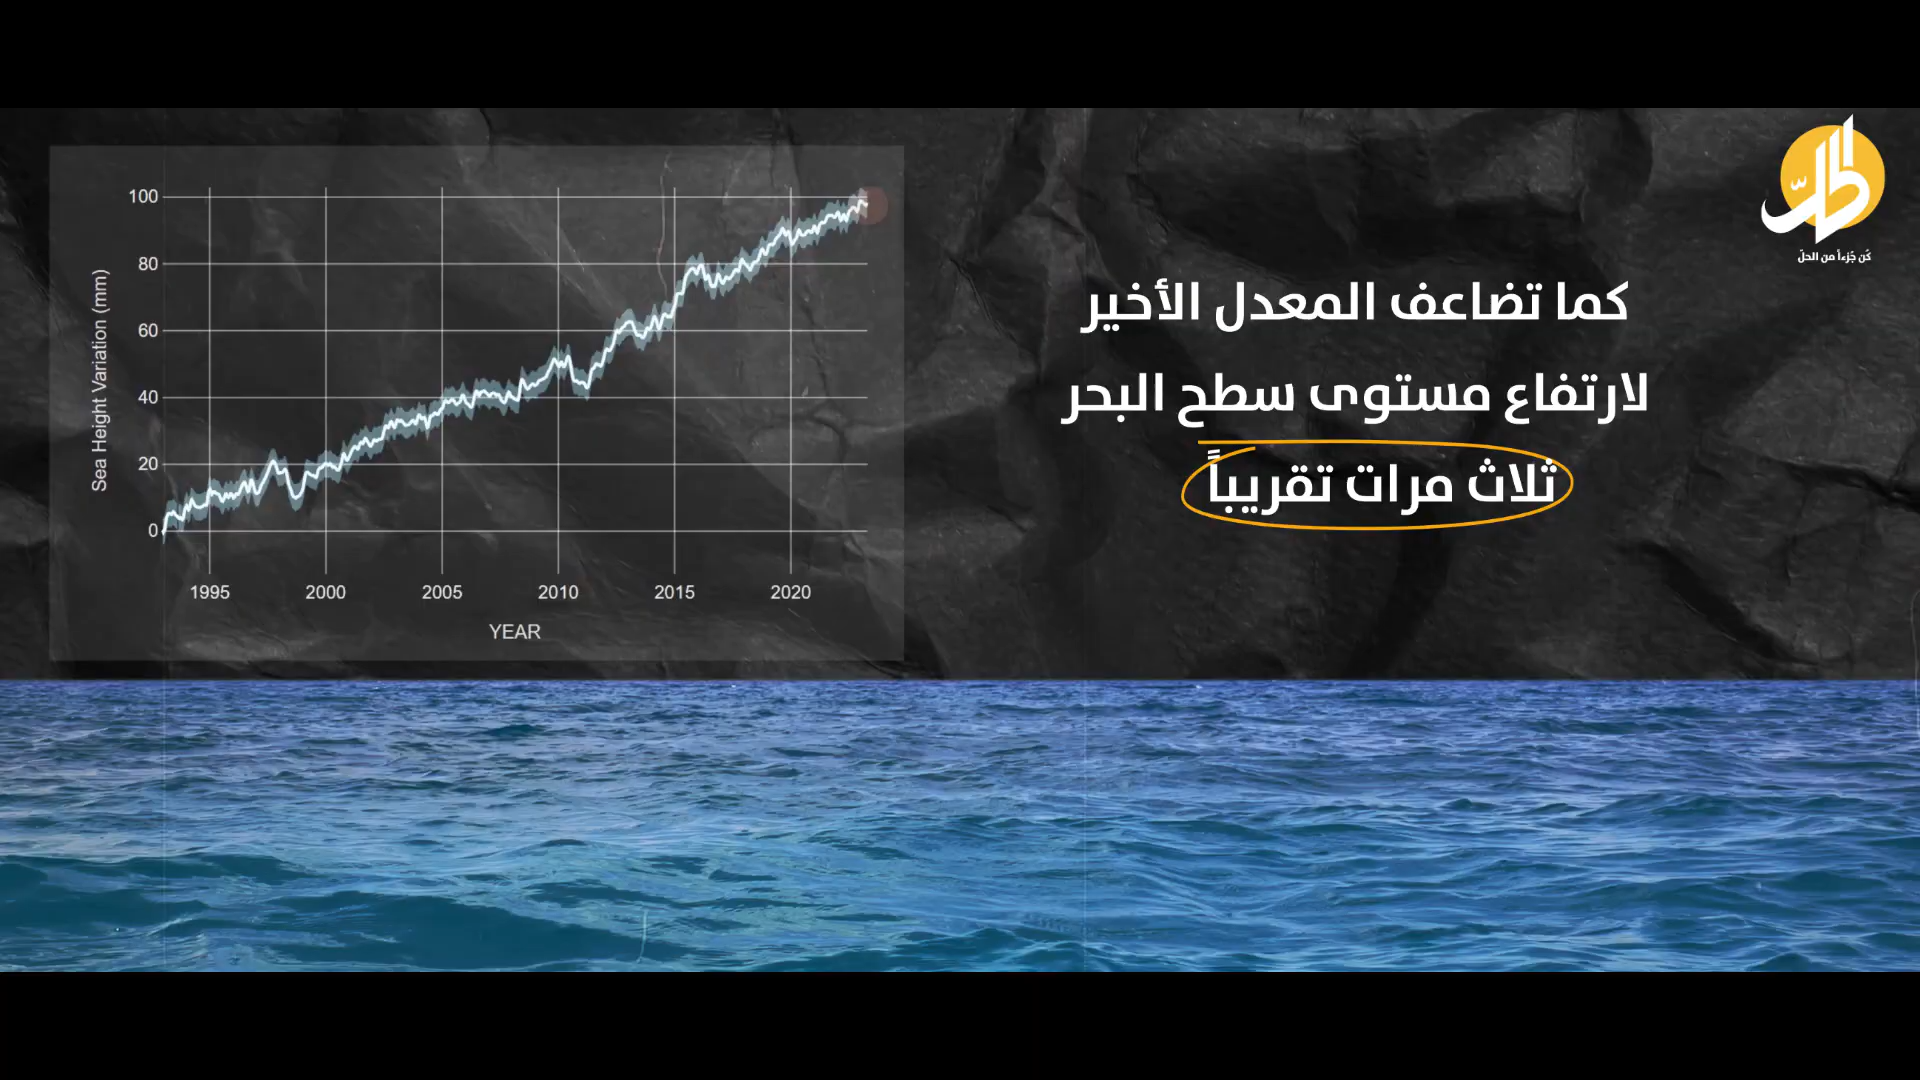 كما تضاعف المعدل الأخير
لارتفاع مستوى سطح البحر
ثلاث مرات تقريباً
كن جزءاً من الحل
Sea Height Variation (mm)
100
80
60
40
20
0
1995 2000 2005 2010 2015 2020
YEAR